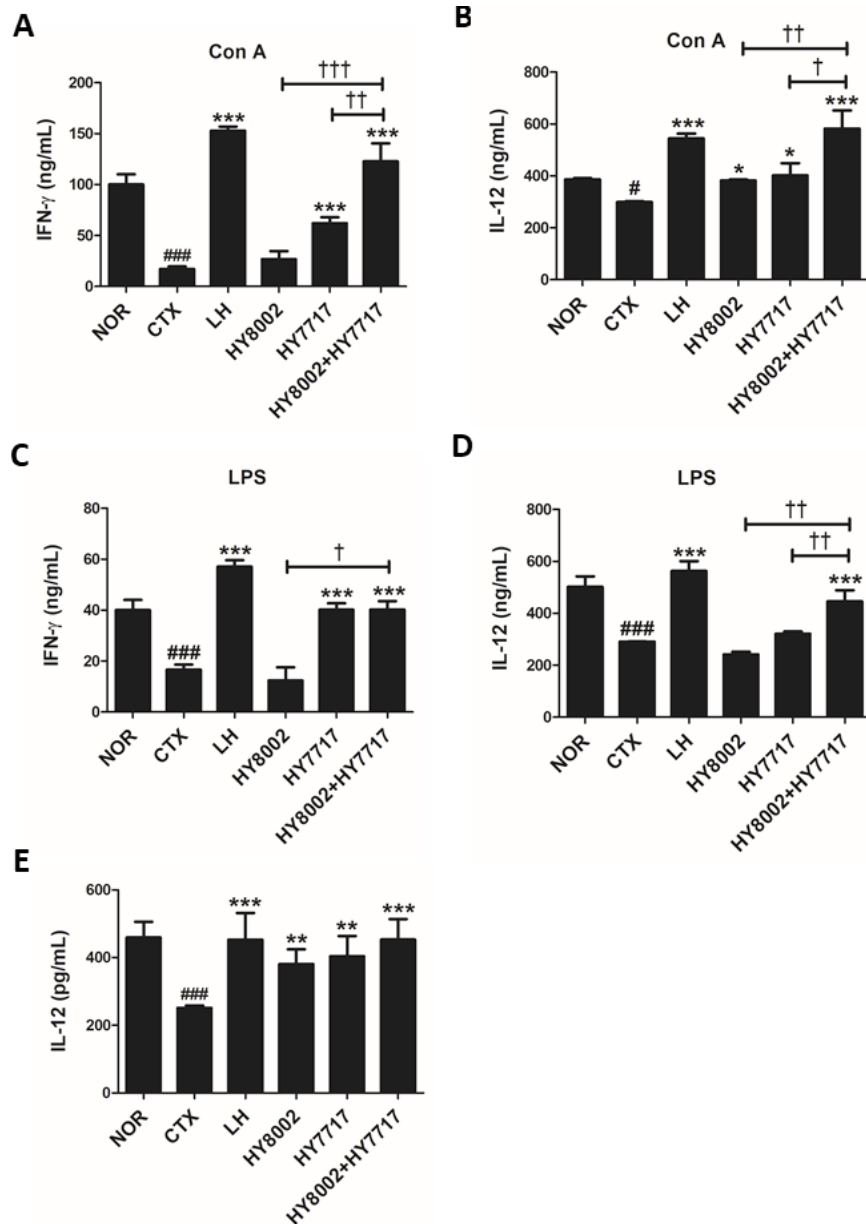 A
Con A
†††
††
***
***
***
###
IFN-γ (ng/mL)
200
150
100
50
0
NOR
CTX
LH
HY8002
HY7717
HY8002+HY7717
B
Con A
††
†
***
***
*
*
#
IL-12 (ng/mL)
800
600
400
200
0
NOR
CTX
LH
HY8002
HY7717
HY8002+HY7717
C
LPS
†
***
***
***
###
IFN-γ (ng/mL)
80
60
40
20
0
NOR
CTX
LH
HY8002
HY7717
HY8002+HY7717
D
LPS
††
††
***
***
###
IL-12 (ng/mL)
800
600
400
200
0
NOR
CTX
LH
HY8002
HY7717
HY8002+HY7717
E
***
**
**
***
###
IL-12 (pg/mL)
600
400
200
0
NOR
CTX
LH
HY8002
HY7717
HY8002+HY7717